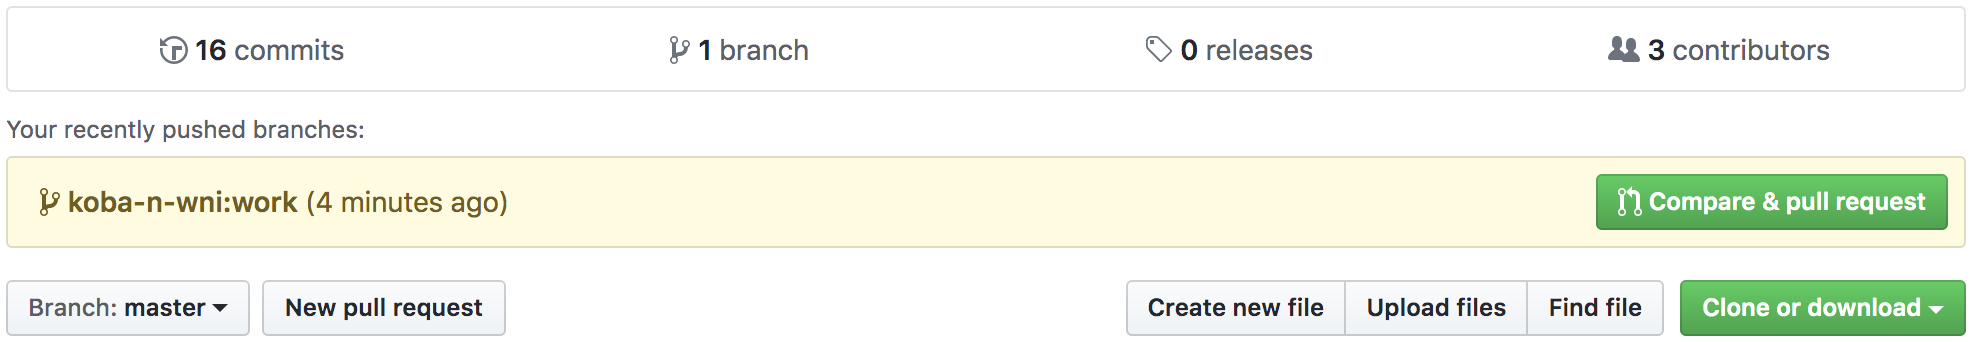 16 commits 1 branch 0 releases 3 contributors
Your recently pushed branches:
koba-n-wni:work (4 minutes ago) Compare & pull request
Branch: master New pull request Create new file Upload files Find file Clone or download